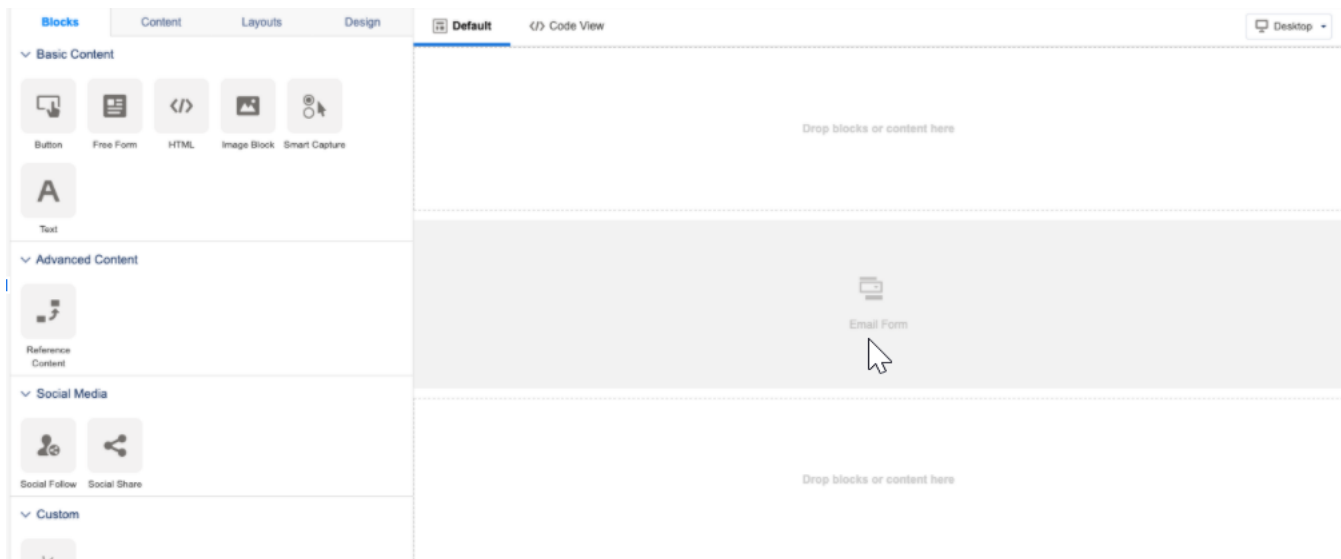 Blocks Content Layouts Design
Default </> Code View Desktop
Basic Content
Button Free Form HTML Image Block Smart Capture
Text
Advanced Content
Reference
Content
Social Media
Social Follow Social Share
Custom
Drop blocks or content here
Email Form
Drop blocks or content here